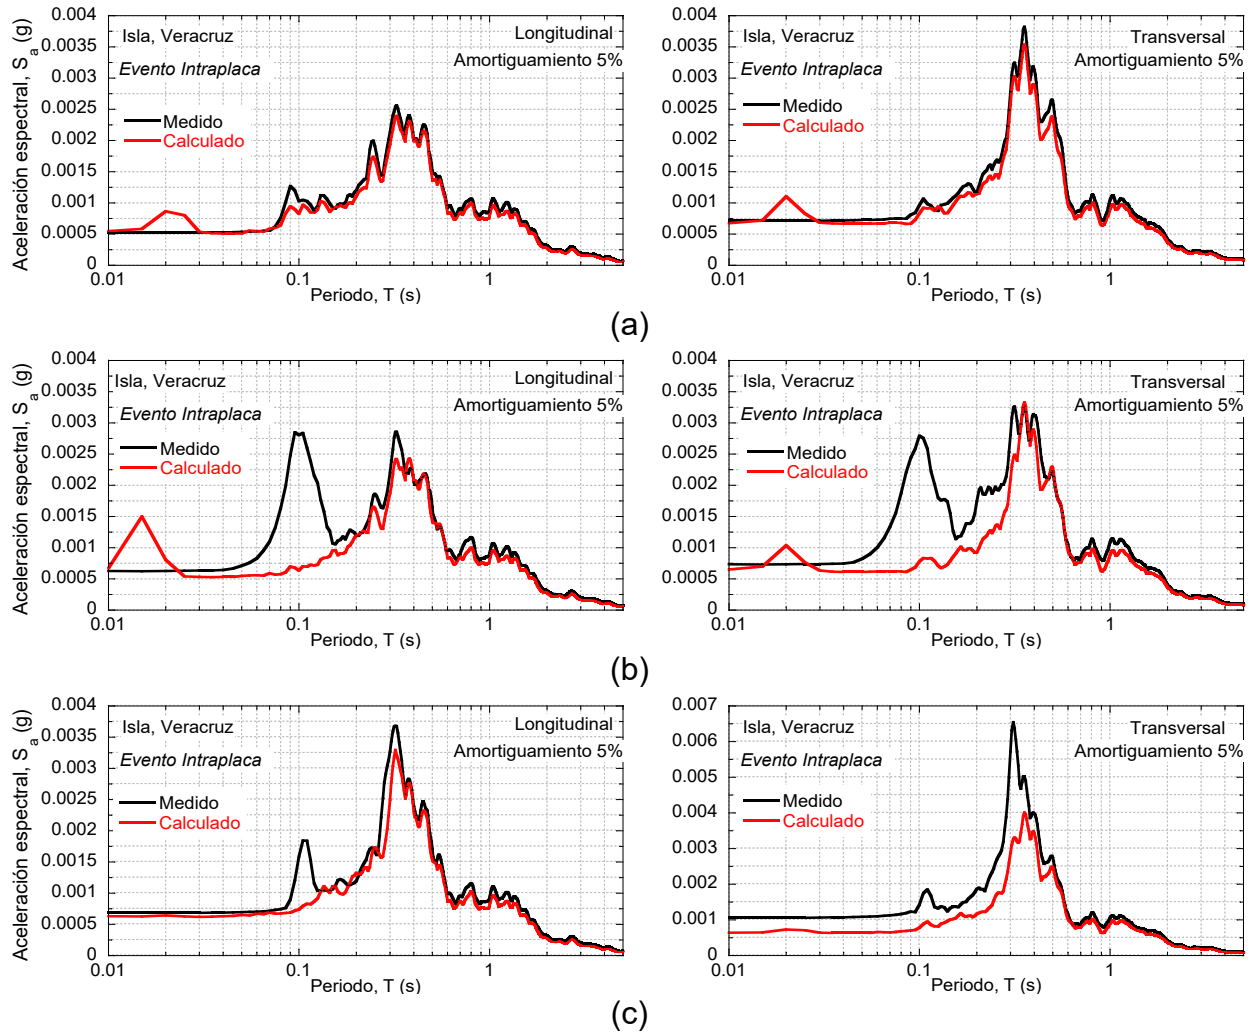 Aceleración espectral, Sa (g)
0.004
0.0035
0.003
0.0025
0.002
0.0015
0.001
0.0005
0
Isla, Veracruz
Longitudinal
Amortiguamiento 5%
Evento Intraplaca
Medido
Calculado
0.01
0.1
1
Periodo, T (s)
0.004
0.0035
0.003
0.0025
0.002
0.0015
0.001
0.0005
0
Isla, Veracruz
Transversal
Amortiguamiento 5%
Evento Intraplaca
Medido
Calculado
0.01
0.1
1
Periodo, T (s)
(a)
Aceleración espectral, Sa (g)
0.004
0.0035
0.003
0.0025
0.002
0.0015
0.001
0.0005
0
Isla, Veracruz
Longitudinal
Amortiguamiento 5%
Evento Intraplaca
Medido
Calculado
0.01
0.1
1
Periodo, T (s)
0.004
0.0035
0.003
0.0025
0.002
0.0015
0.001
0.0005
0
Isla, Veracruz
Transversal
Amortiguamiento 5%
Evento Intraplaca
Medido
Calculado
0.01
0.1
1
Periodo, T (s)
(b)
Aceleración espectral, Sa (g)
0.004
0.0035
0.003
0.0025
0.002
0.0015
0.001
0.0005
0
Isla, Veracruz
Longitudinal
Amortiguamiento 5%
Evento Intraplaca
Medido
Calculado
0.01
0.1
1
Periodo, T (s)
0.007
0.006
0.005
0.004
0.003
0.002
0.001
0
Isla, Veracruz
Transversal
Amortiguamiento 5%
Evento Intraplaca
Medido
Calculado
0.01
0.1
1
Periodo, T (s)
(c)